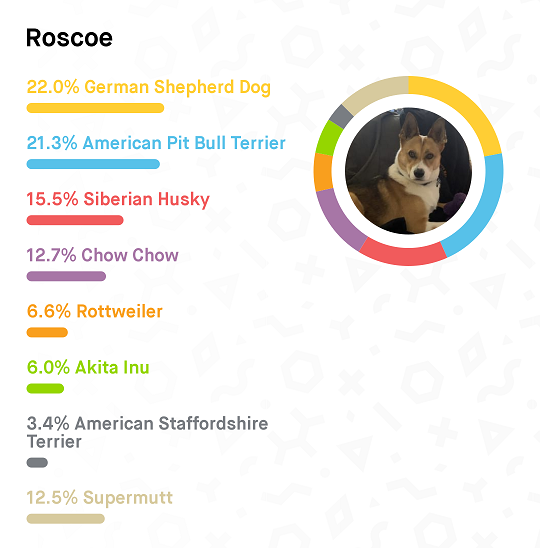 Roscoe
22.0% German Shepherd Dog
21.3% American Pit Bull Terrier
15.5% Siberian Husky
12.7% Chow Chow
6.6% Rottweiler
6.0% Akita Inu
3.4% American Staffordshire
Terrier
12.5% Supermutt